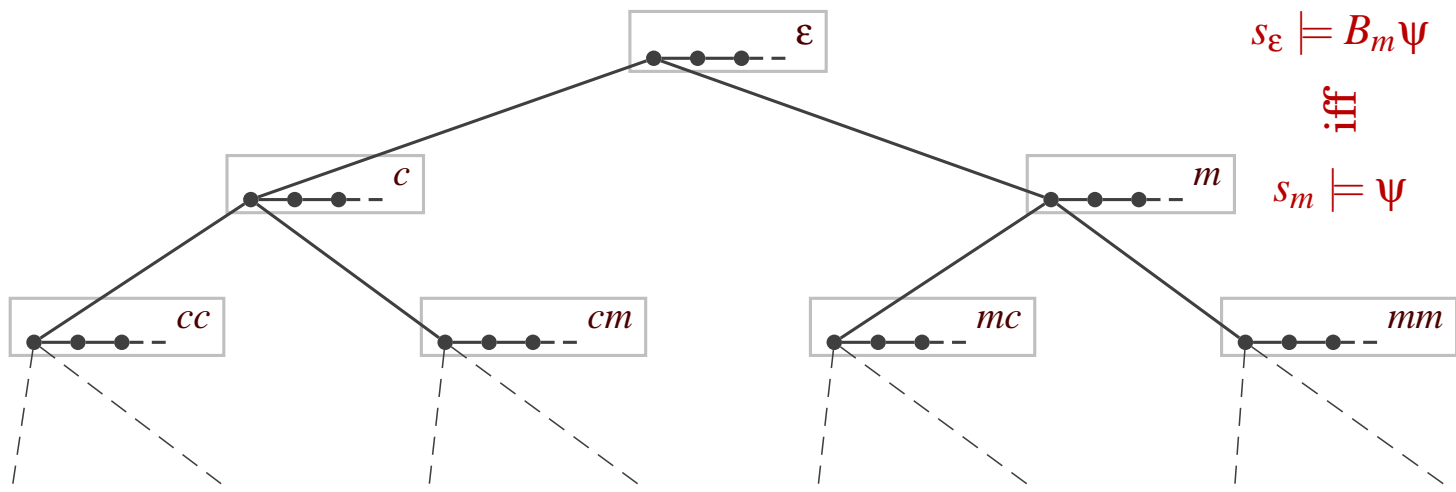 ε
s_ε ⊨ B_m ψ
iff
c
m
s_m ⊨ ψ
cc
cm
mc
mm